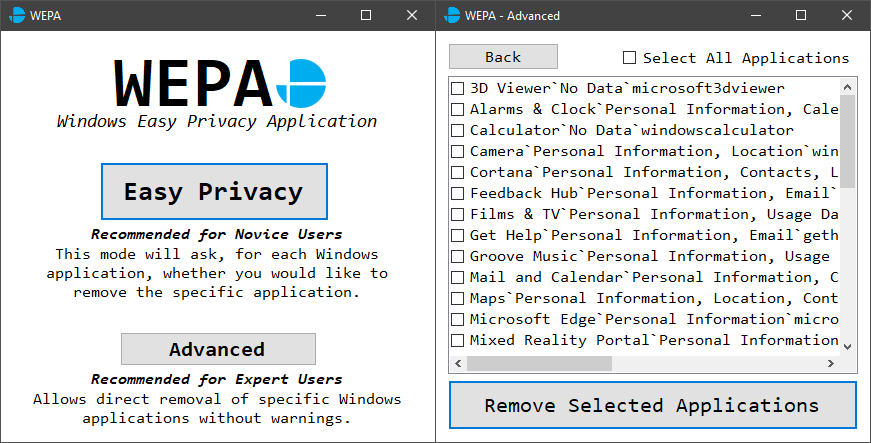 WEPA
WEPA
Windows Easy Privacy Application
Easy Privacy
Recommended for Novice Users
This mode will ask, for each Windows
application, whether you would like to
remove the specific application.
Advanced
Recommended for Expert Users
Allows direct removal of specific Windows
applications without warnings.
WEPA - Advanced
Back
Select All Applications
3D Viewer`No Data`microsoft3dviewer
Alarms & Clock`Personal Information, Cale
Calculator`No Data`windowscalculator
Camera`Personal Information, Location`win
Cortana`Personal Information, Contacts, L
Feedback Hub`Personal Information, Email`
Films & TV`Personal Information, Usage Da
Get Help`Personal Information, Email`geth
Groove Music`Personal Information, Usage
Mail and Calendar`Personal Information, C
Maps`Personal Information, Location, Cont
Microsoft Edge`Personal Information`micro
Mixed Reality Portal`Personal Information
Remove Selected Applications